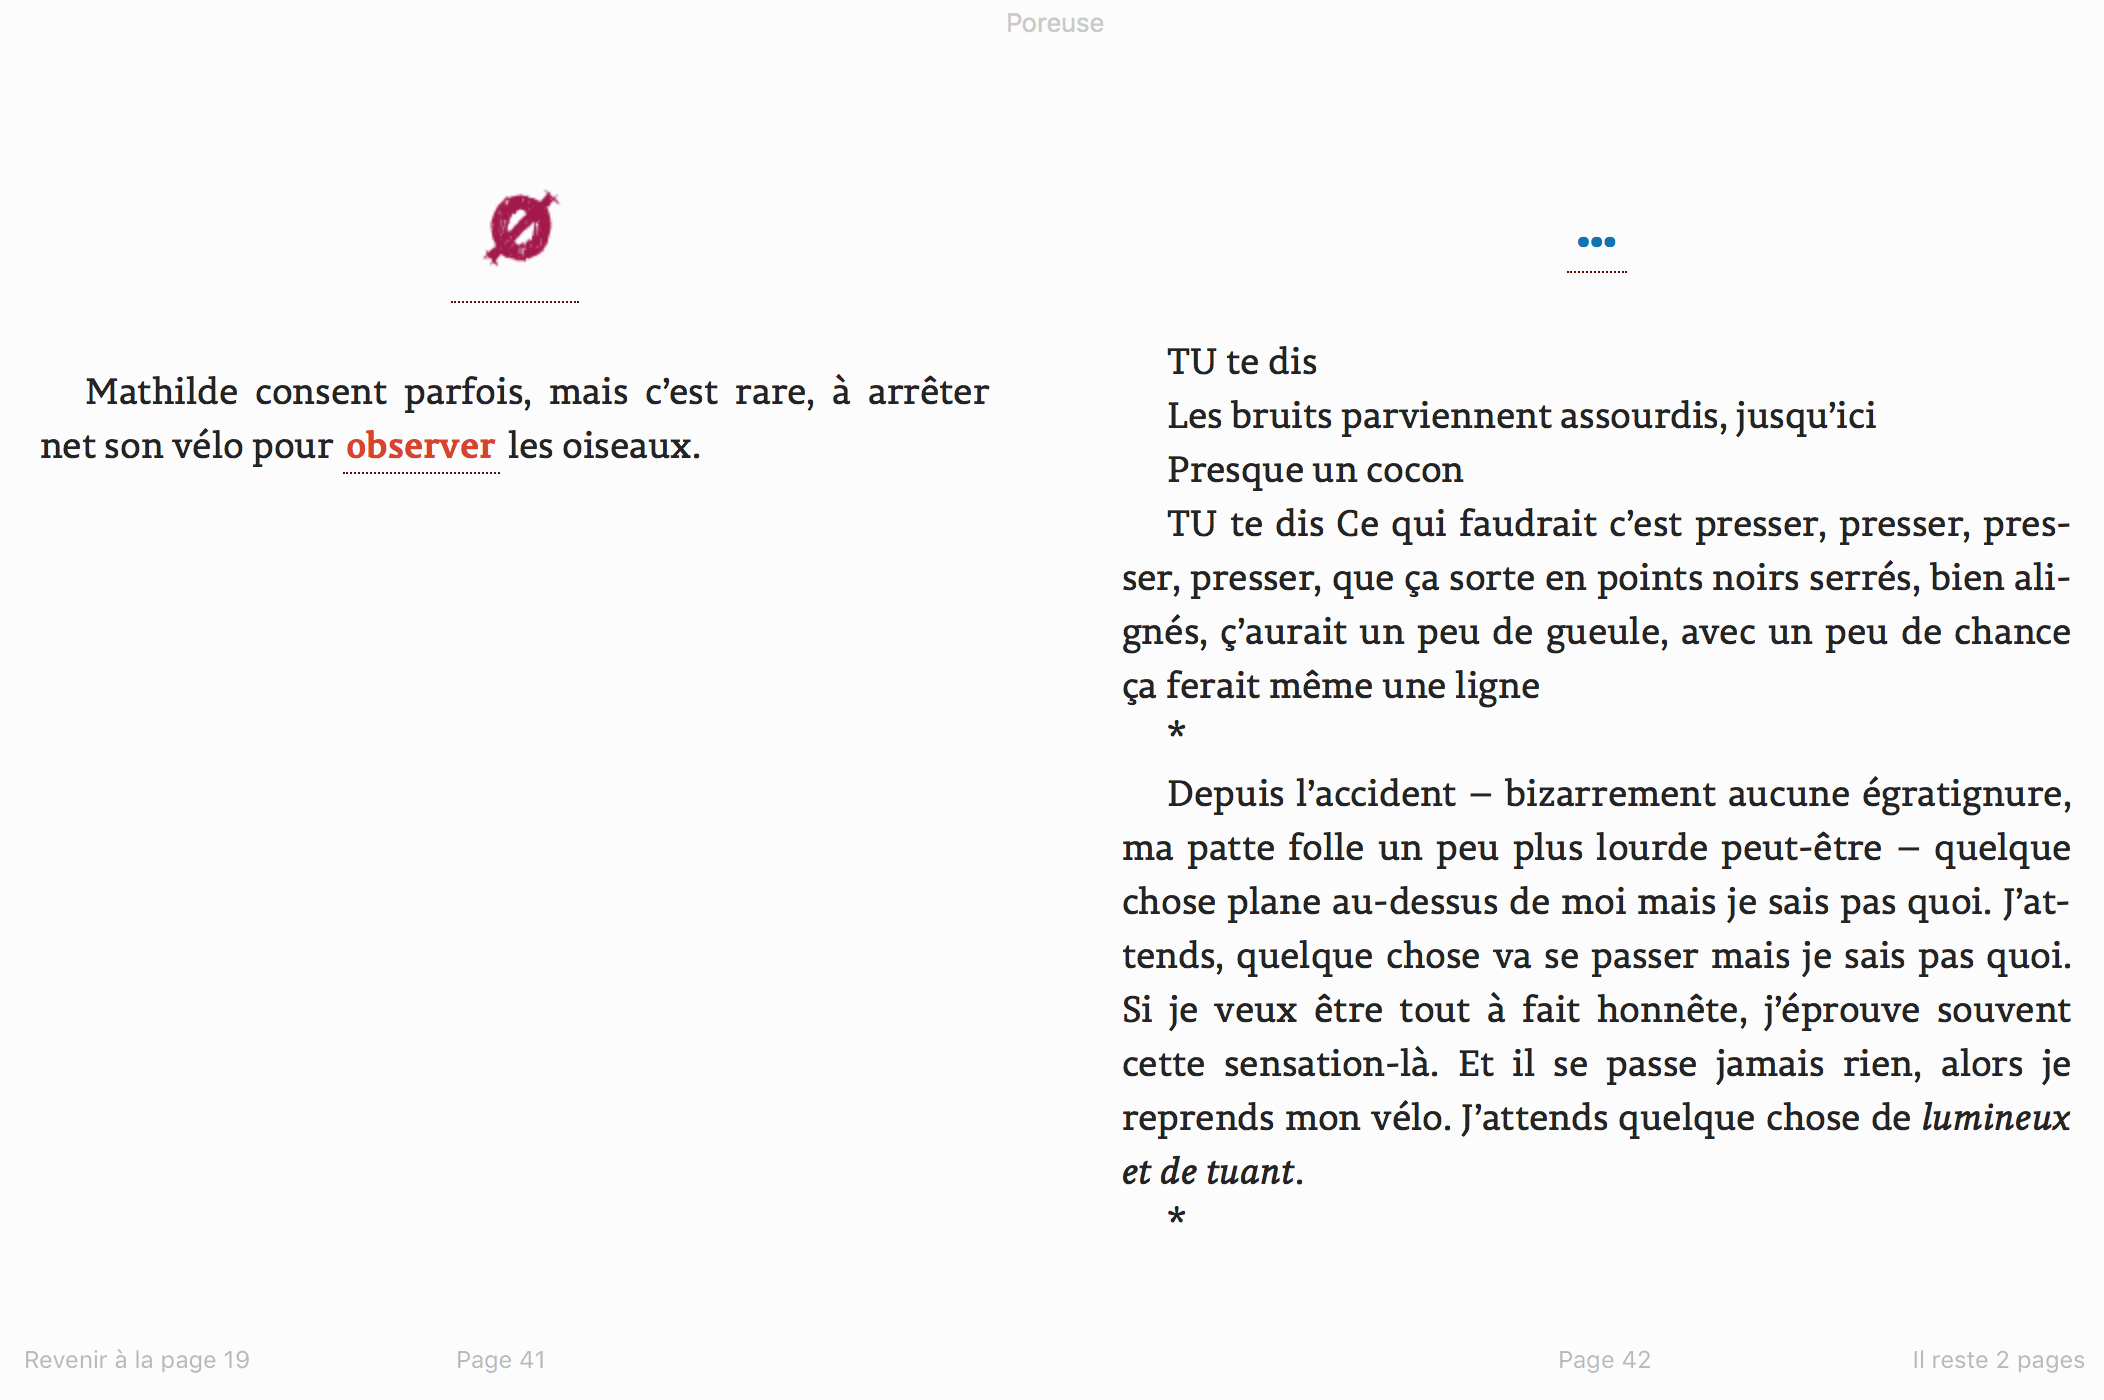 Poreuse
Ø
Mathilde consent parfois, mais c’est rare, à arrêter
net son vélo pour observer les oiseaux.
Revenir à la page 19
Page 41
•••
TU te dis
Les bruits parviennent assourdis, jusqu’ici
Presque un cocon
TU te dis Ce qui faudrait c’est presser, presser, pres-
ser, presser, que ça sorte en points noirs serrés, bien ali-
gnés, ç’aurait un peu de gueule, avec un peu de chance
ça ferait même une ligne
*
Depuis l’accident – bizarrement aucune égratignure,
ma patte folle un peu plus lourde peut-être – quelque
chose plane au-dessus de moi mais je sais pas quoi. J’at-
tends, quelque chose va se passer mais je sais pas quoi.
Si je veux être tout à fait honnête, j’éprouve souvent
cette sensation-là. Et il se passe jamais rien, alors je
reprends mon vélo. J’attends quelque chose de lumineux
et de tuant.
*
Page 42
Il reste 2 pages